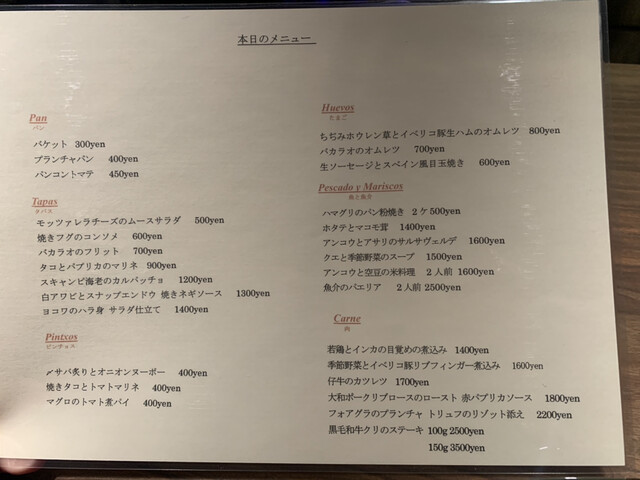 本日のメニュー
Pan
パン
バケット 300yen
プランチャパン 400yen
パンコントマテ 450yen
Tapas
タパス
モッツァレラチーズのムースサラダ 500yen
焼きフグのコンソメ 600yen
バカラオのフリット 700yen
タコとパプリカのマリネ 900yen
スキャンピ海老のカルパッチョ 1200yen
白アワビとスナップエンドウ 焼きネギソース 1300yen
ヨコワのハラ身 サラダ仕立て 1400yen
Pintxos
ピンチョス
〆サバ炙りとオニオンヌーボー 400yen
焼きタコとトマトマリネ 400yen
マグロのトマト煮パイ 400yen
Huevos
たまご
ちぢみホウレン草とイベリコ豚生ハムのオムレツ 800yen
バカラオのオムレツ 700yen
生ソーセージとスペイン風目玉焼き 600yen
Pescado y Mariscos
魚と魚介
ハマグリのパン粉焼き 2ケ500yen
ホタテとマコモ茸 1400yen
アンコウとアサリのサルサヴェルデ 1600yen
クエと季節野菜のスープ 1500yen
アンコウと空豆の米料理 2人前 1600yen
魚介のパエリア 2人前 2500yen
Carne
肉
若鶏とインカの目覚めの煮込み 1400yen
季節野菜とイベリコ豚リブフィンガー煮込み 1600yen
仔牛のカツレツ 1700yen
大和ポークリブロースのロースト 赤パプリカソース 1800yen
フォアグラのプランチャ トリュフのリゾット添え 2200yen
黒毛和牛クリのステーキ 100g 2500yen
150g 3500yen